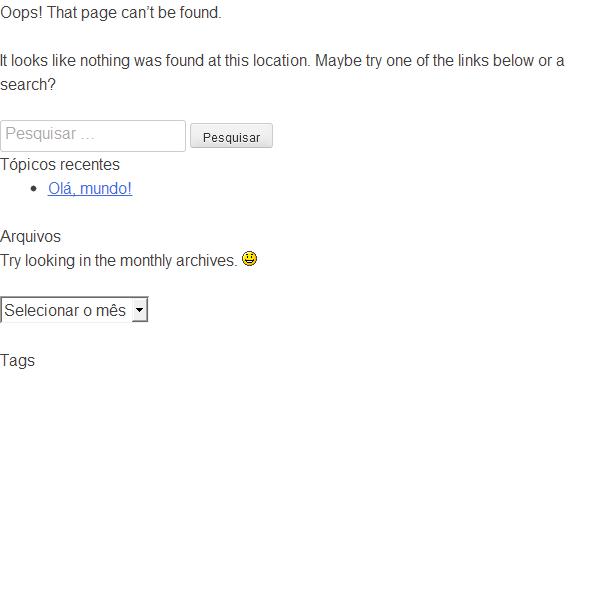 Oops! That page can’t be found.
It looks like nothing was found at this location. Maybe try one of the links below or a
search?
Pesquisar …
Pesquisar
Tópicos recentes
Olá, mundo!
Arquivos
Try looking in the monthly archives.
Selecionar o mês
Tags